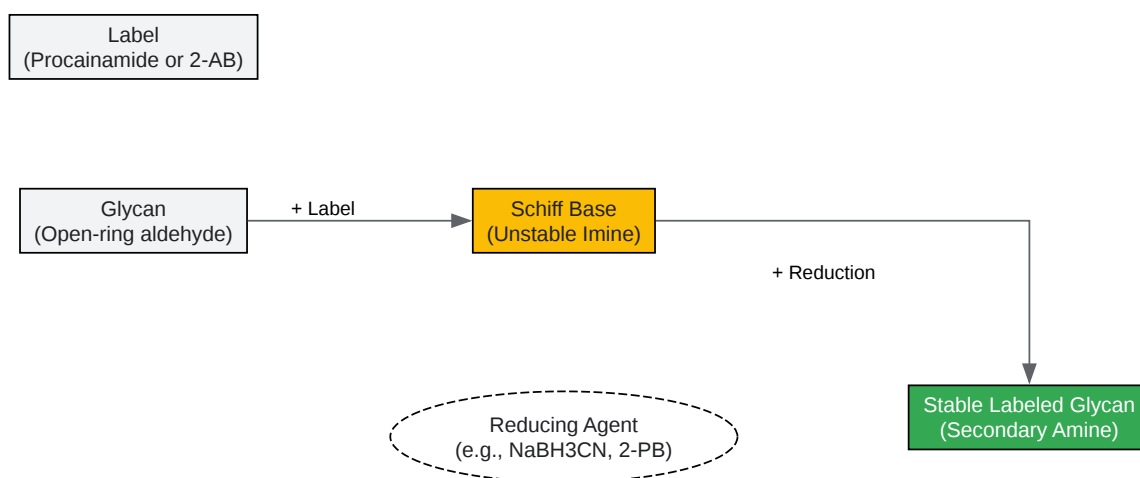 Label
(Procainamide or 2-AB)
Glycan
(Open-ring aldehyde)
+ Label
Schiff Base
(Unstable Imine)
+ Reduction
Reducing Agent
(e.g., NaBH3CN, 2-PB)
Stable Labeled Glycan
(Secondary Amine)